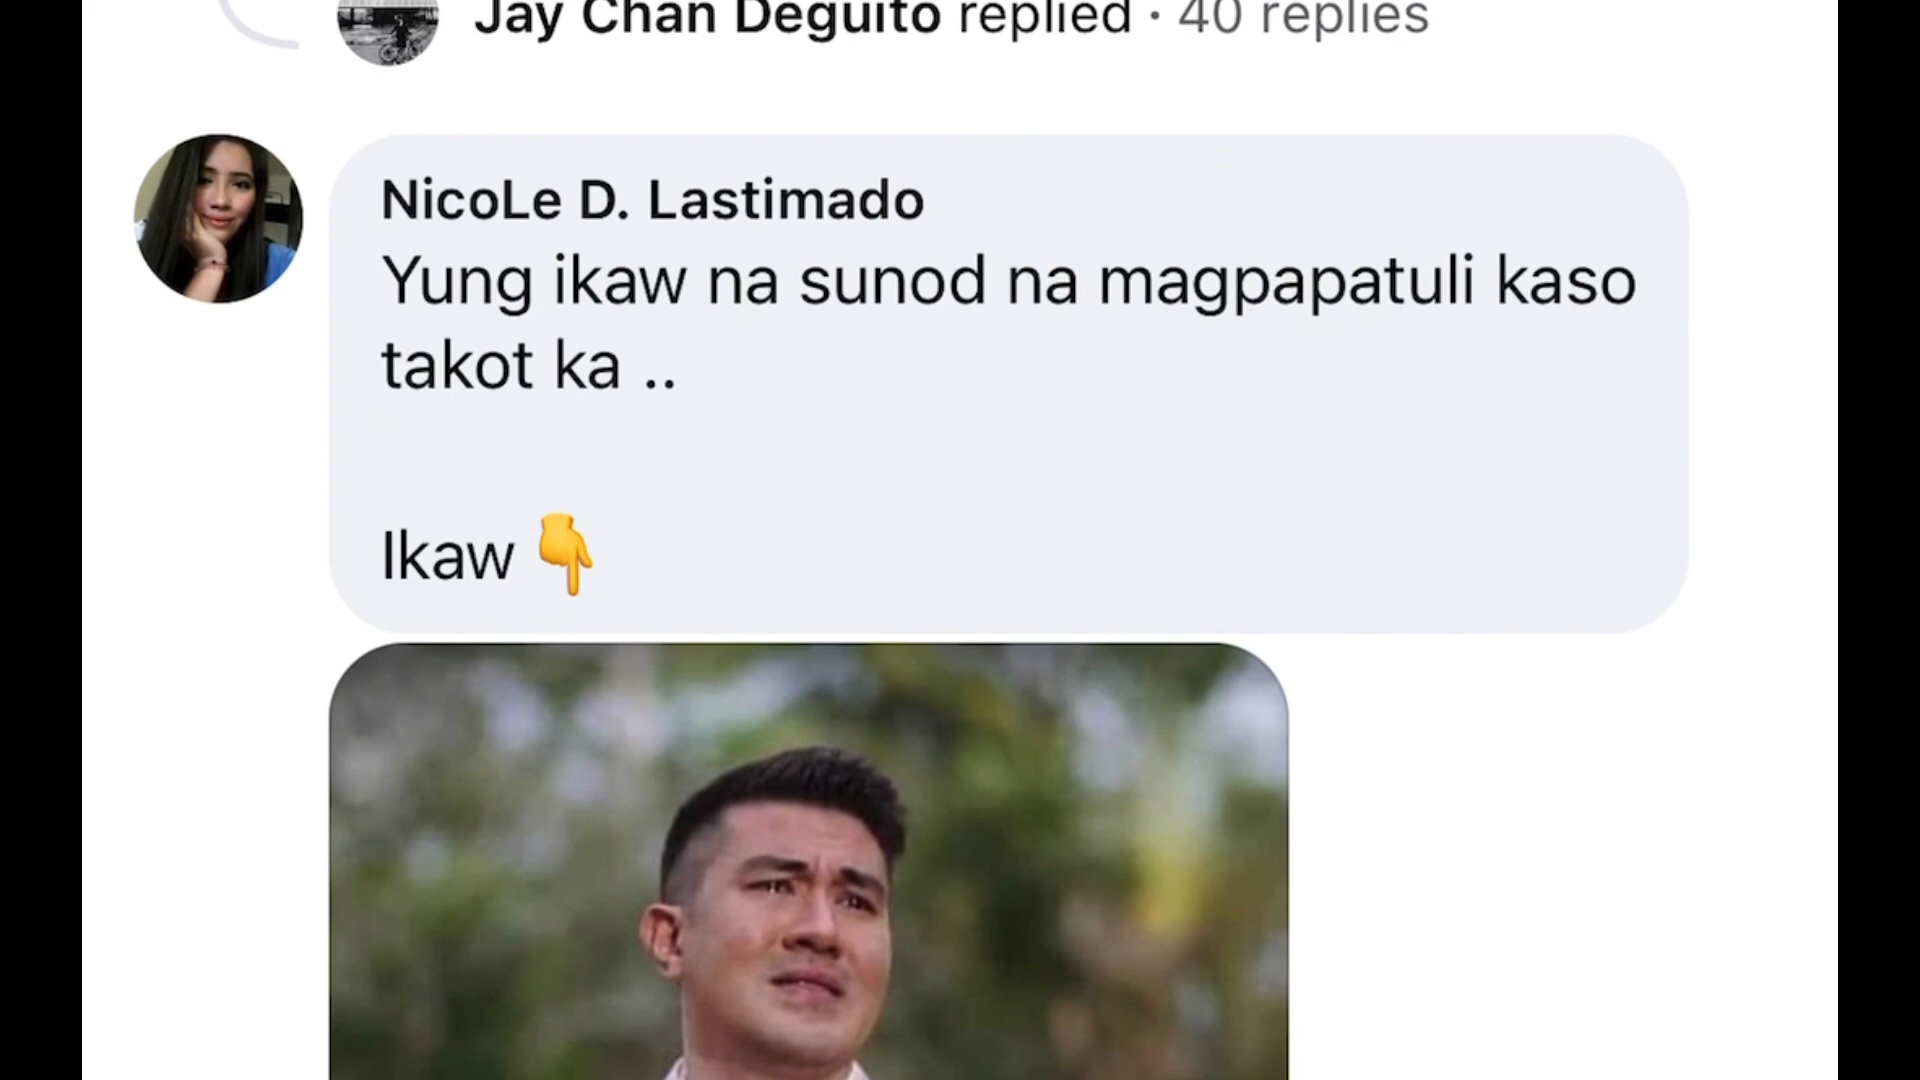 Jay Chan Deguito replied · 40 replies
NicoLe D. Lastimado
Yung ikaw na sunod na magpapatuli kaso
takot ka ..
Ikaw 👇